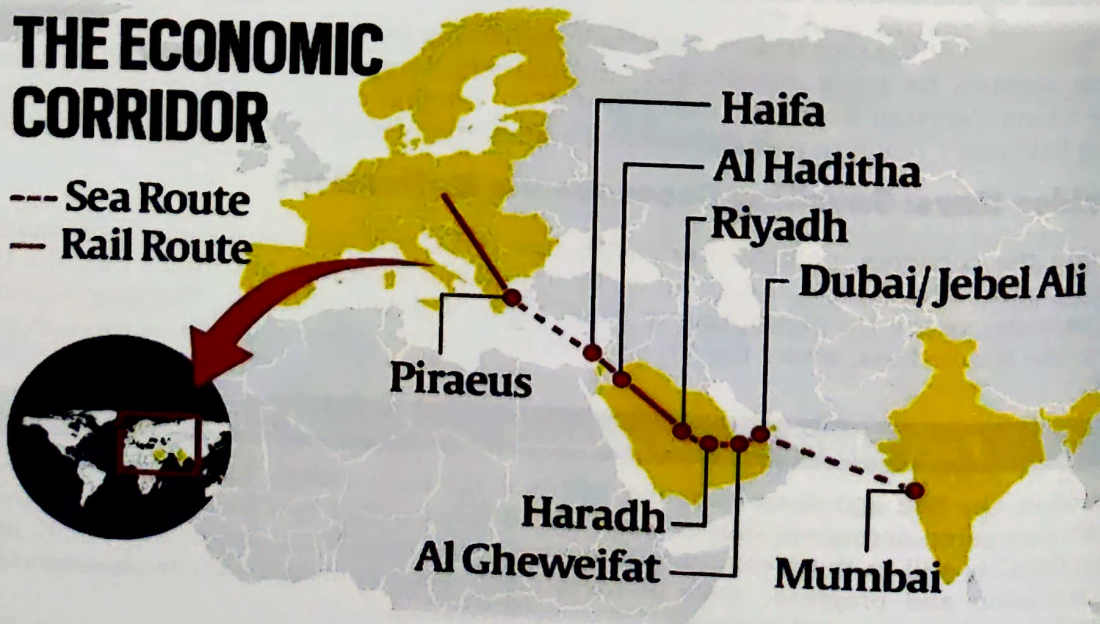 THE ECONOMIC
CORRIDOR
Sea Route
Rail Route
Haifa
Al Haditha
Riyadh
Dubai/Jebel Ali
Piraeus
Haradh
Al Gheweifat
Mumbai